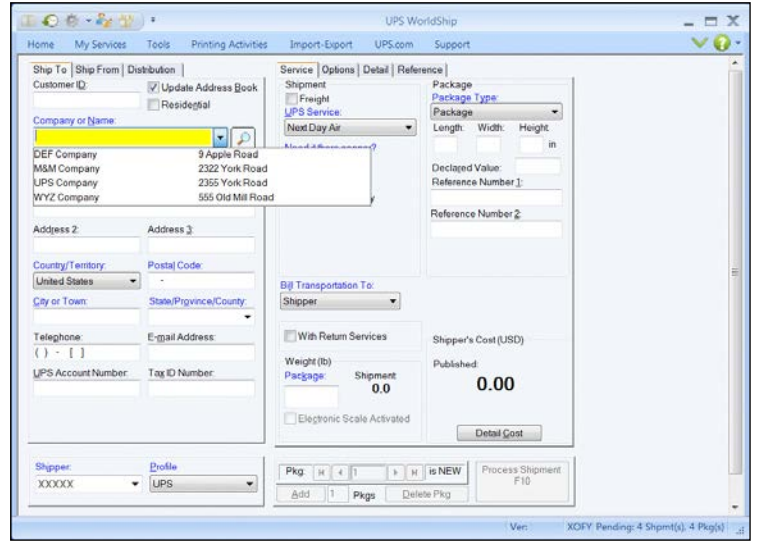 UPS WorldShip
Home My Services Tools Printing Activities Import-Export UPS.com Support
Ship To Ship From Distribution
Customer ID:
Update Address Book
Residential
Company or Name:
DEF Company 9 Apple Road
M&M Company 2322 York Road
UPS Company 2355 York Road
WYZ Company 555 Old Mill Road
Address 2: Address 3:
Country/Territory: Postal Code:
United States -
City or Town: State/Province/County:
Telephone: E-mail Address:
( ) - [ ]
UPS Account Number: Tax ID Number:
Shipper: Profile
XXXXX UPS
Service Options Detail Reference
Shipment
Freight
UPS Service:
Next Day Air
Bill Transportation To:
Shipper
With Return Services
Weight (lb)
Package: Shipment
0.0
Electronic Scale Activated
Package
Package Type:
Package
Length: Width: Height:
in
Declared Value:
Reference Number 1:
Reference Number 2:
Shipper's Cost (USD)
Published:
0.00
Detail Cost
Pkg: 1 is NEW
Add 1 Pkgs Delete Pkg
Process Shipment
F10
Ver: XOFY Pending: 4 Shpmt(s), 4 Pkg(s)